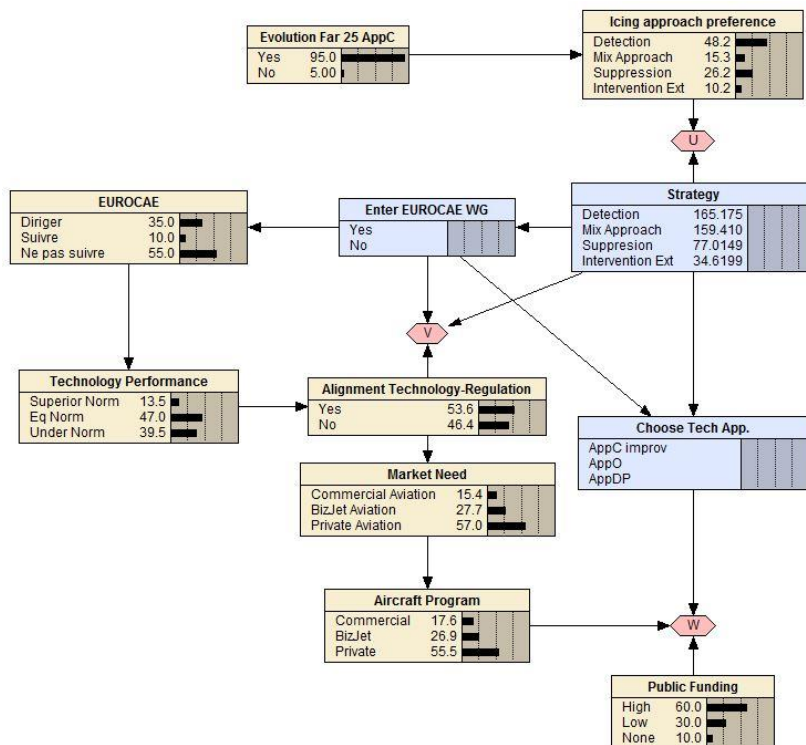 Icing approach preference
Detection 48.2
Mix Approach 15.3
Suppression 26.2
Intervention Ext 10.2
Evolution Far 25 AppC
Yes 95.0
No 5.00
U
EUROCAE
Diriger 35.0
Suivre 10.0
Ne pas suivre 55.0
Enter EUROCAE WG
Yes
No
Strategy
Detection 165.175
Mix Approach 159.410
Suppresion 77.0149
Intervention Ext 34.6199
V
Technology Performance
Superior Norm 13.5
Eq Norm 47.0
Under Norm 39.5
Alignment Technology-Regulation
Yes 53.6
No 46.4
Choose Tech App.
AppC improv
AppO
AppDP
Market Need
Commercial Aviation 15.4
BizJet Aviation 27.7
Private Aviation 57.0
Aircraft Program
Commercial 17.6
BizJet 26.9
Private 55.5
W
Public Funding
High 60.0
Low 30.0
None 10.0